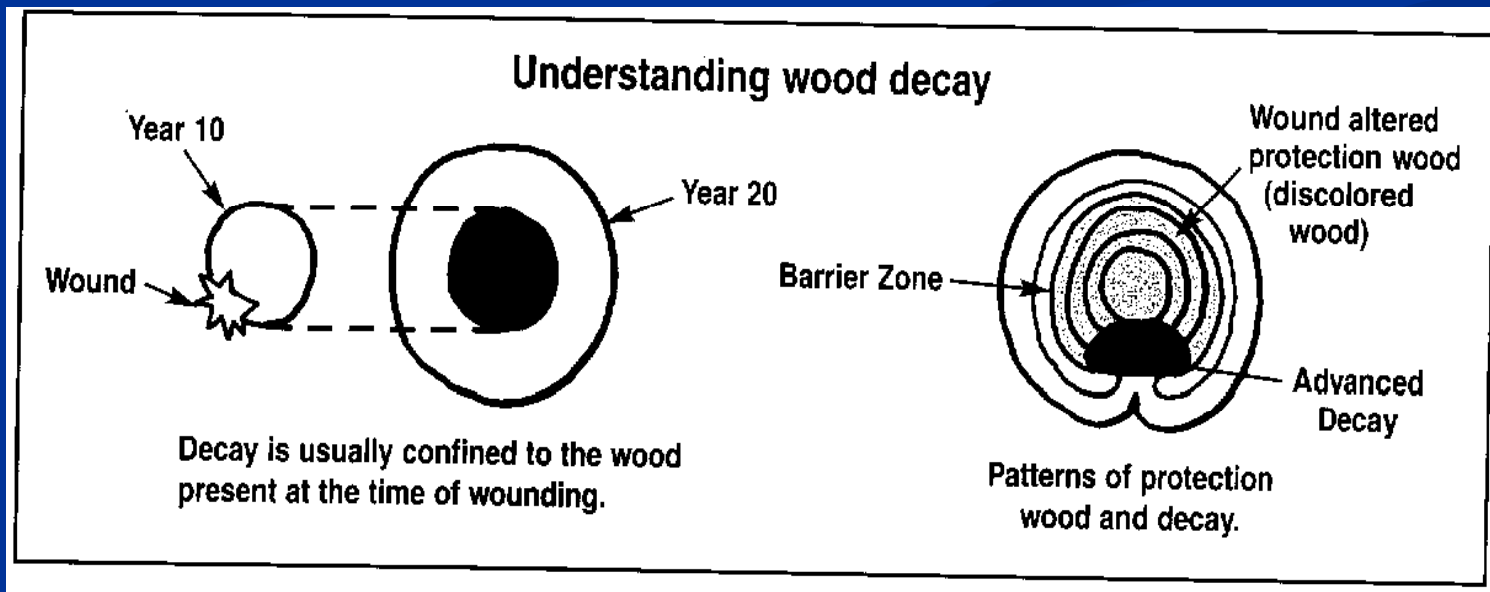 Understanding wood decay
Year 10
Wound
Year 20
Decay is usually confined to the wood
present at the time of wounding.
Wound altered
protection wood
(discolored
wood)
Barrier Zone
Advanced
Decay
Patterns of protection
wood and decay.